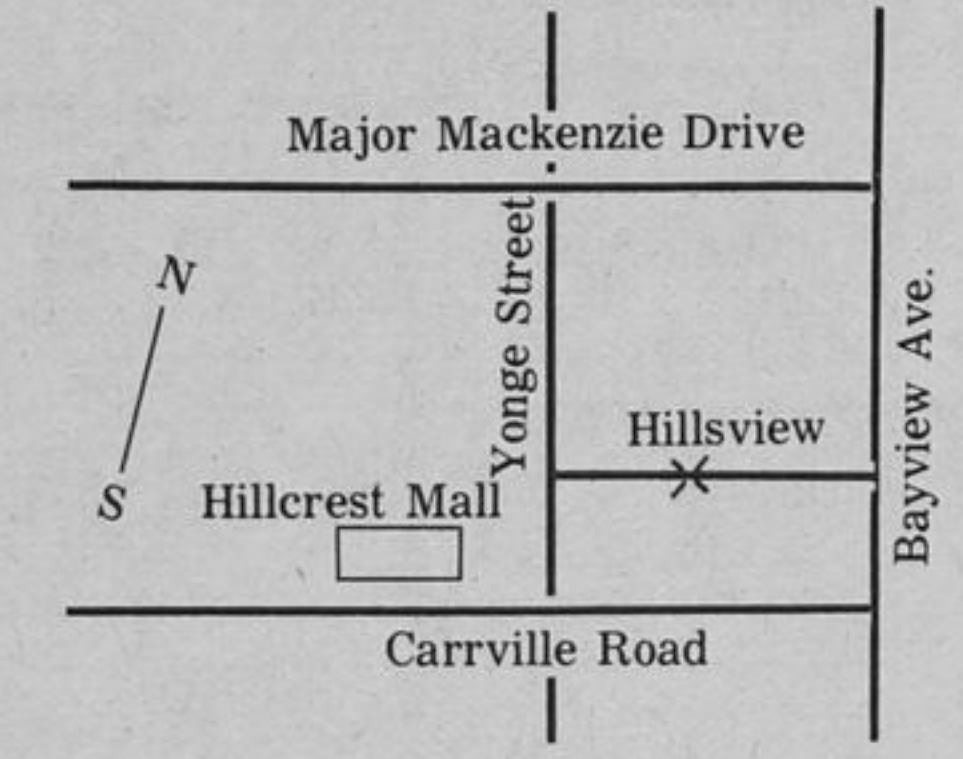 Major Mackenzie Drive
N
Yonge Street
Bayview Ave.
Hillsview
S
Hillcrest Mall
Carrville Road